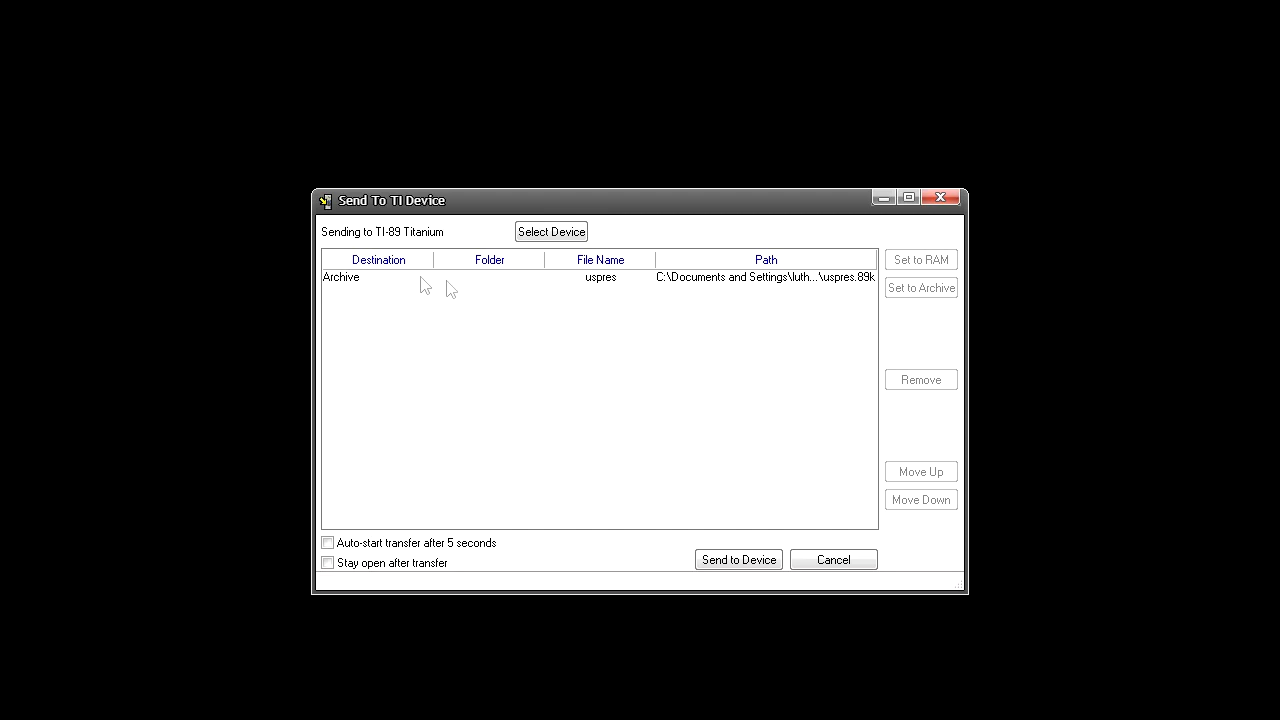 Send To TI Device
Sending to TI-89 Titanium
Select Device
Destination Folder File Name Path
Archive uspres C:\Documents and Settings\luth...\uspres.89k
Set to RAM
Set to Archive
Remove
Move Up
Move Down
Auto-start transfer after 5 seconds
Stay open after transfer
Send to Device Cancel